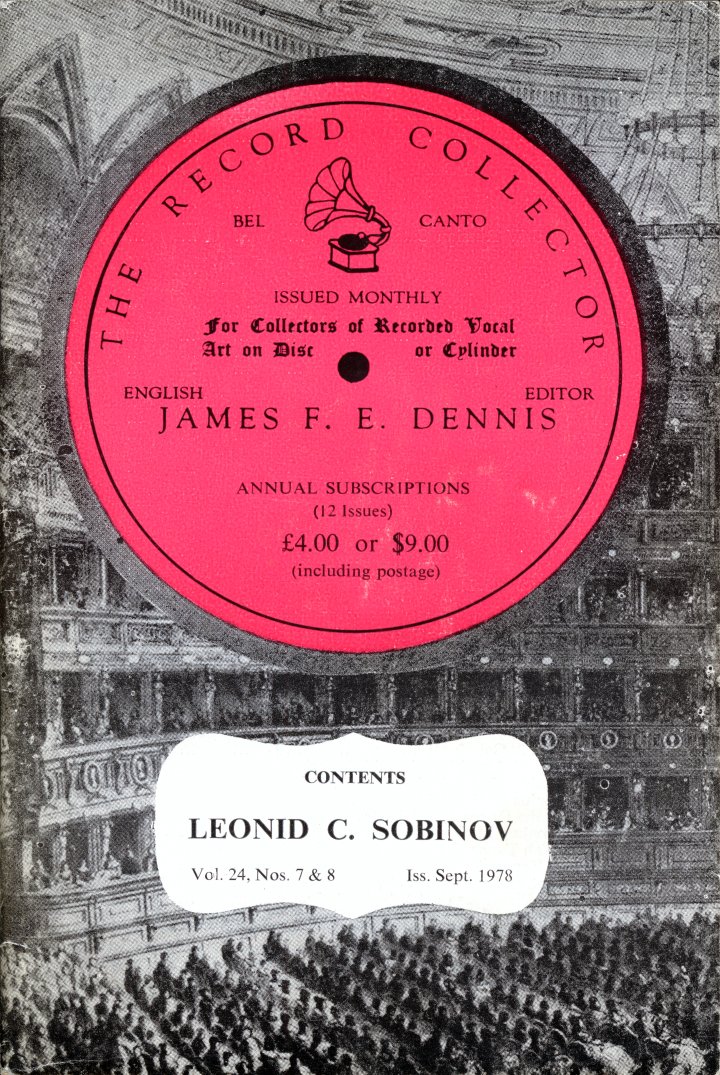 THE RECORD COLLECTOR
BEL CANTO
ISSUED MONTHLY
For Collectors of Recorded Vocal
Art on Disc or Cylinder
ENGLISH EDITOR
JAMES F. E. DENNIS
ANNUAL SUBSCRIPTIONS
(12 Issues)
£4.00 or $9.00
(including postage)
CONTENTS
LEONID C. SOBINOV
Vol. 24, Nos. 7 & 8 Iss. Sept. 1978